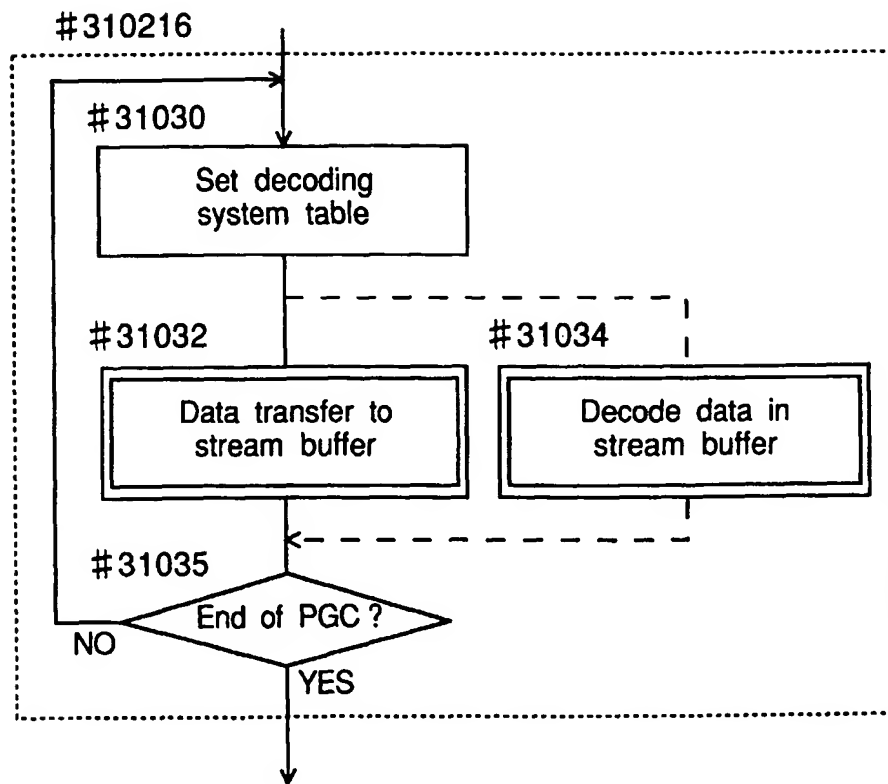 #310216
#31030
Set decoding
system table
#31032
Data transfer to
stream buffer
#31034
Decode data in
stream buffer
#31035
End of PGC?
NO
YES